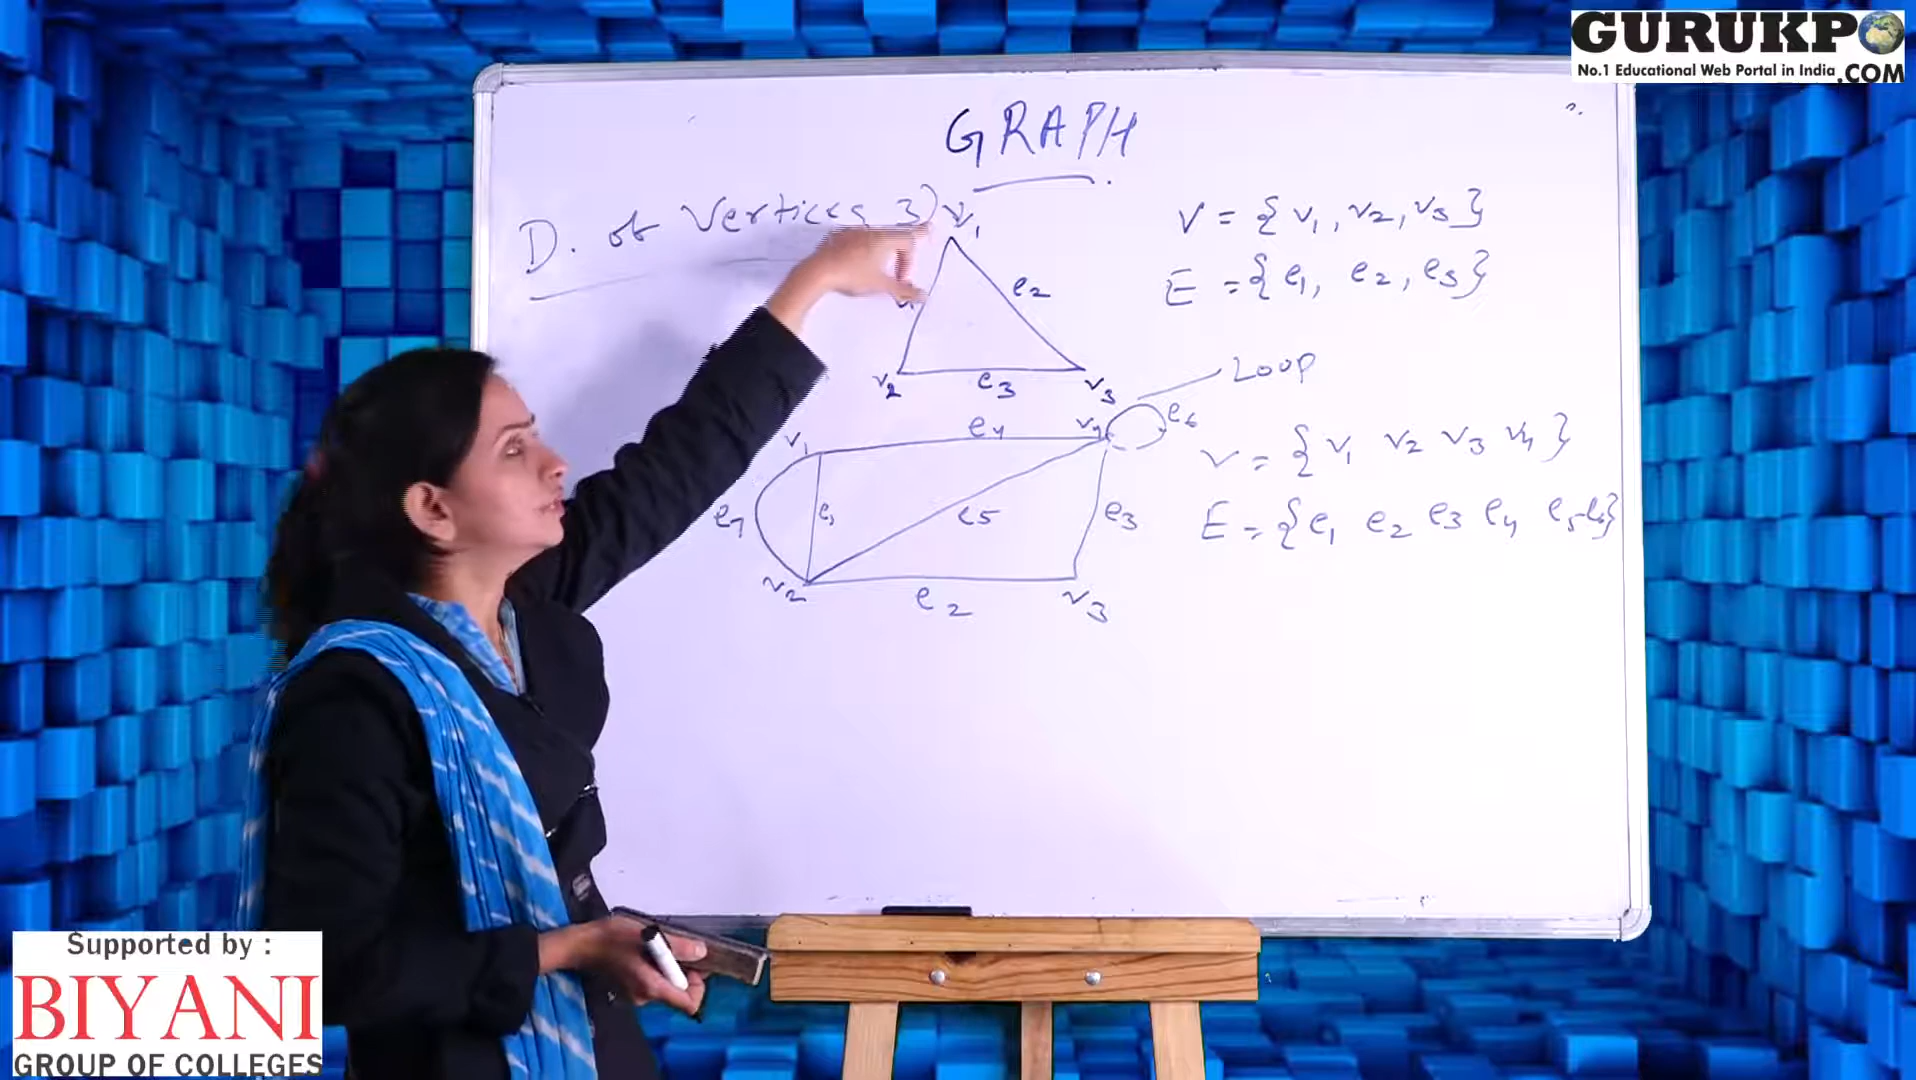 GURUKPO
No.1 Educational Web Portal in India .COM
GRAPH
D. of Vertices 3)
v1
v2
v3
e2
e3
V = {v1, v2, v3}
E = {e1, e2, e3}
LOOP
v1
e4
v4
e6
e7
e1
e5
e3
v2
e2
v3
V = {v1 v2 v3 v4}
E = {e1 e2 e3 e4 e5 e6}
Supported by :
BIYANI
GROUP OF COLLEGES